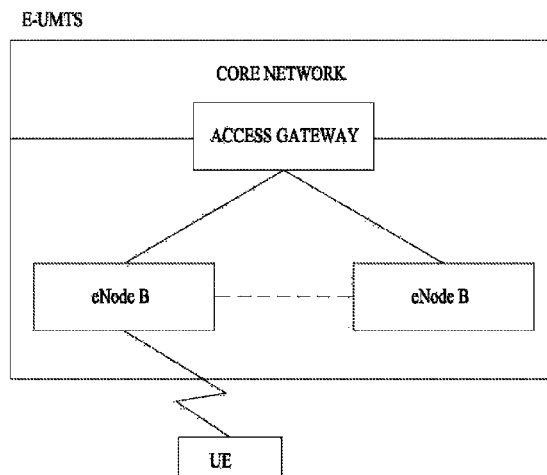 E-UMTS
CORE NETWORK
ACCESS GATEWAY
eNode B
eNode B
UE